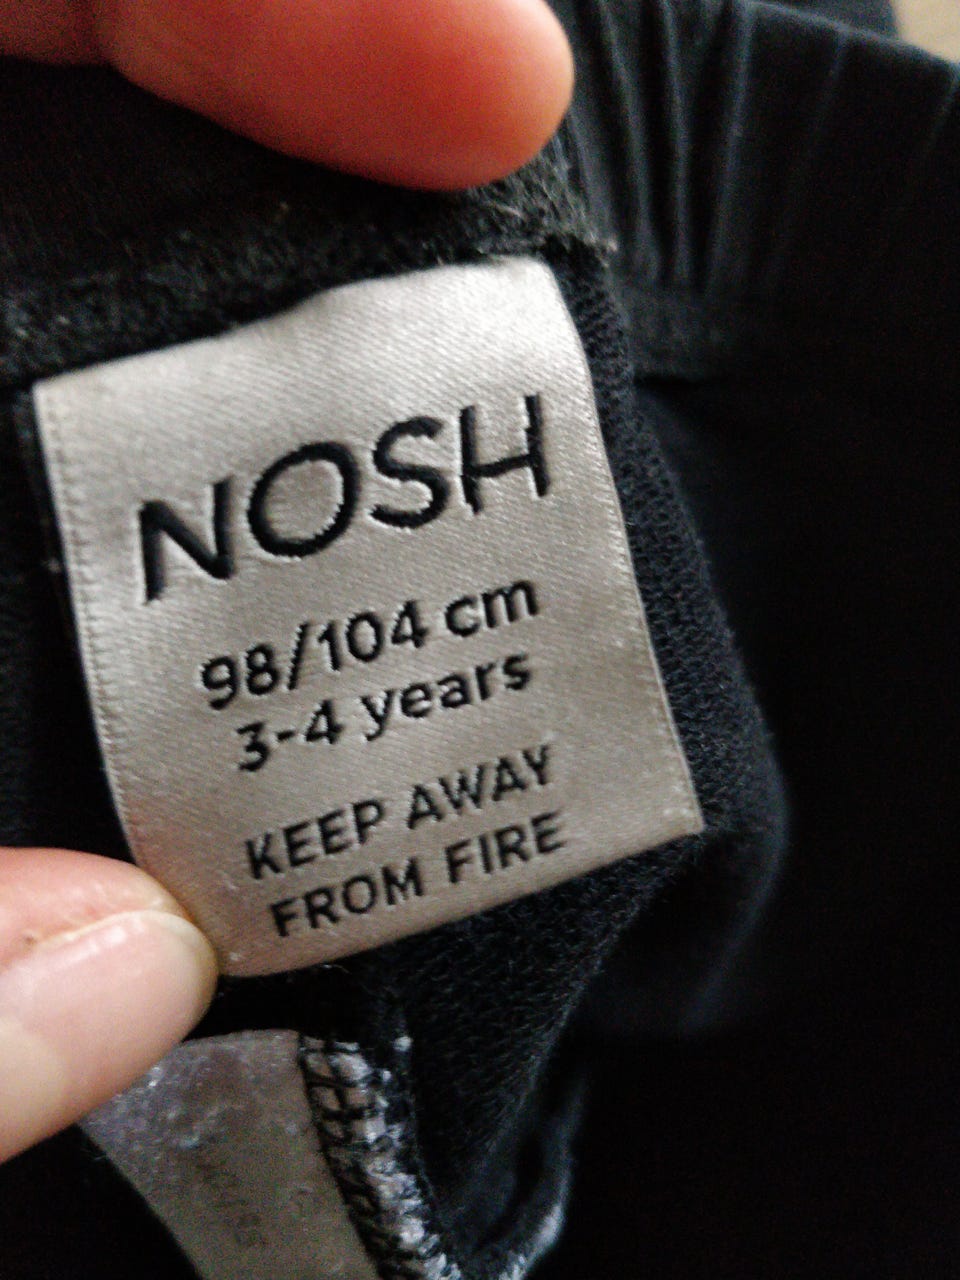 NOSH
98/104 cm
3-4 years
KEEP AWAY
FROM FIRE